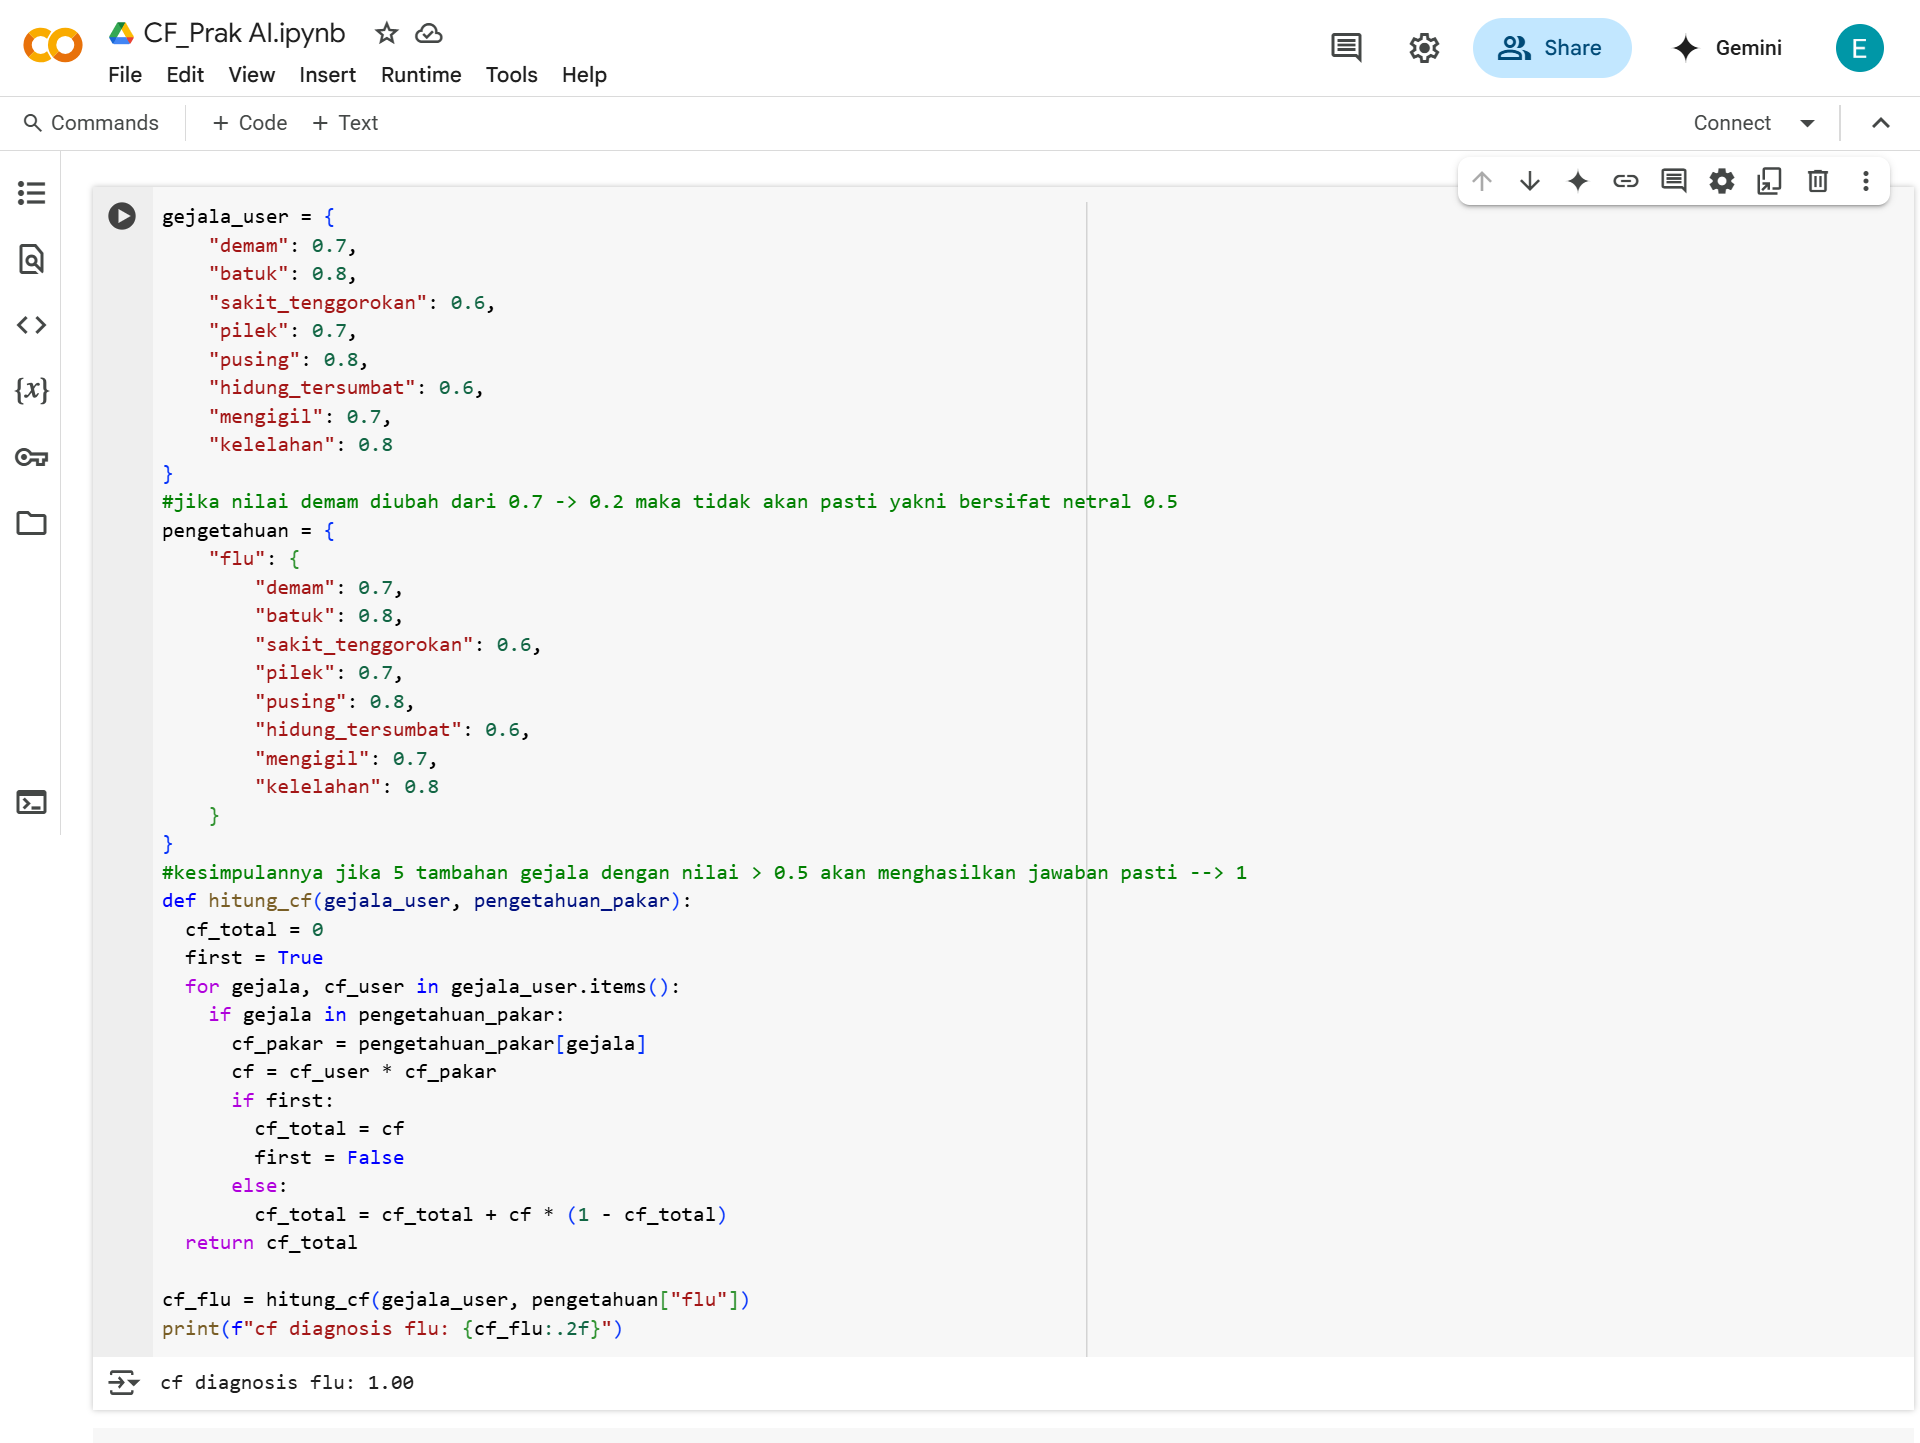 CF_Prak AI.ipynb
File Edit View Insert Runtime Tools Help
Share
Gemini
E
Commands
+ Code + Text
Connect
gejala_user = {
    "demam": 0.7,
    "batuk": 0.8,
    "sakit_tenggorokan": 0.6,
    "pilek": 0.7,
    "pusing": 0.8,
    "hidung_tersumbat": 0.6,
    "mengigil": 0.7,
    "kelelahan": 0.8
}
#jika nilai demam diubah dari 0.7 -> 0.2 maka tidak akan pasti yakni bersifat netral 0.5
pengetahuan = {
    "flu": {
        "demam": 0.7,
        "batuk": 0.8,
        "sakit_tenggorokan": 0.6,
        "pilek": 0.7,
        "pusing": 0.8,
        "hidung_tersumbat": 0.6,
        "mengigil": 0.7,
        "kelelahan": 0.8
    }
}
#kesimpulannya jika 5 tambahan gejala dengan nilai > 0.5 akan menghasilkan jawaban pasti --> 1
def hitung_cf(gejala_user, pengetahuan_pakar):
  cf_total = 0
  first = True
  for gejala, cf_user in gejala_user.items():
    if gejala in pengetahuan_pakar:
      cf_pakar = pengetahuan_pakar[gejala]
      cf = cf_user * cf_pakar
      if first:
        cf_total = cf
        first = False
      else:
        cf_total = cf_total + cf * (1 - cf_total)
  return cf_total
cf_flu = hitung_cf(gejala_user, pengetahuan["flu"])
print(f"cf diagnosis flu: {cf_flu:.2f}")
cf diagnosis flu: 1.00